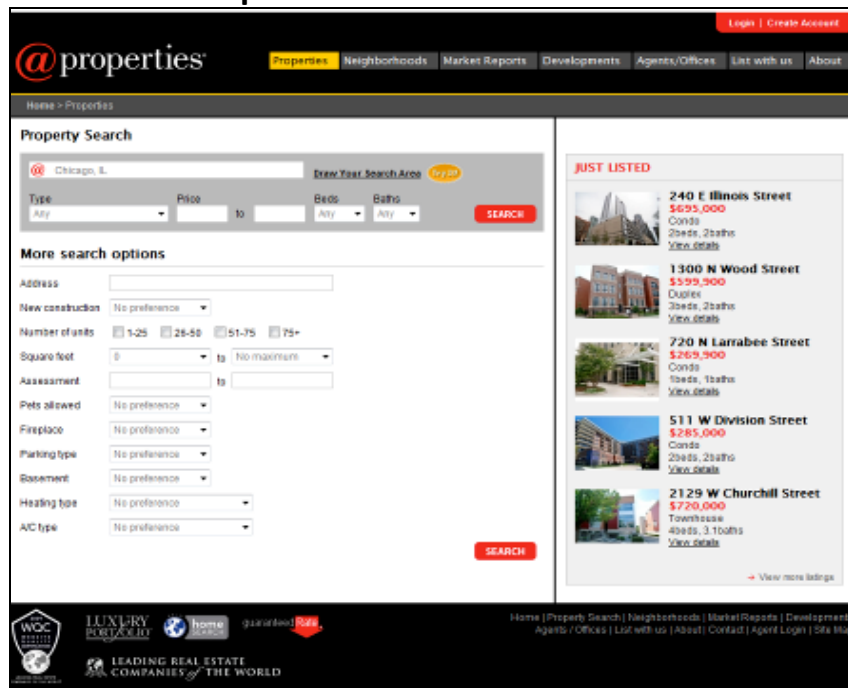 Login | Create Account
@properties
Properties Neighborhoods Market Reports Developments Agents/Offices List with us About
Home > Properties
Property Search
@ Chicago, IL
Draw Your Search Area Try it!
Type Price Beds Baths
Any to Any Any SEARCH
More search options
Address
New construction No preference
Number of units 1-25 26-50 51-75 75+
Square feet 0 to No maximum
Assessment to
Pets allowed No preference
Fireplace No preference
Parking type No preference
Basement No preference
Heating type No preference
A/C type No preference
SEARCH
JUST LISTED
240 E Illinois Street
$695,000
Condo
2beds, 2baths
View details
1300 N Wood Street
$599,900
Duplex
3beds, 2baths
View details
720 N Larrabee Street
$269,900
Condo
1beds, 1baths
View details
511 W Division Street
$285,000
Condo
2beds, 2baths
View details
2129 W Churchill Street
$720,000
Townhouse
4beds, 3.1baths
View details
→ View more listings
WQC
LUXURY
PORTFOLIO
home
SEARCH
guaranteed Rate
LEADING REAL ESTATE
COMPANIES of THE WORLD
Home | Property Search | Neighborhoods | Market Reports | Development
Agents / Offices | List with us | About | Contact | Agent Login | Site Ma